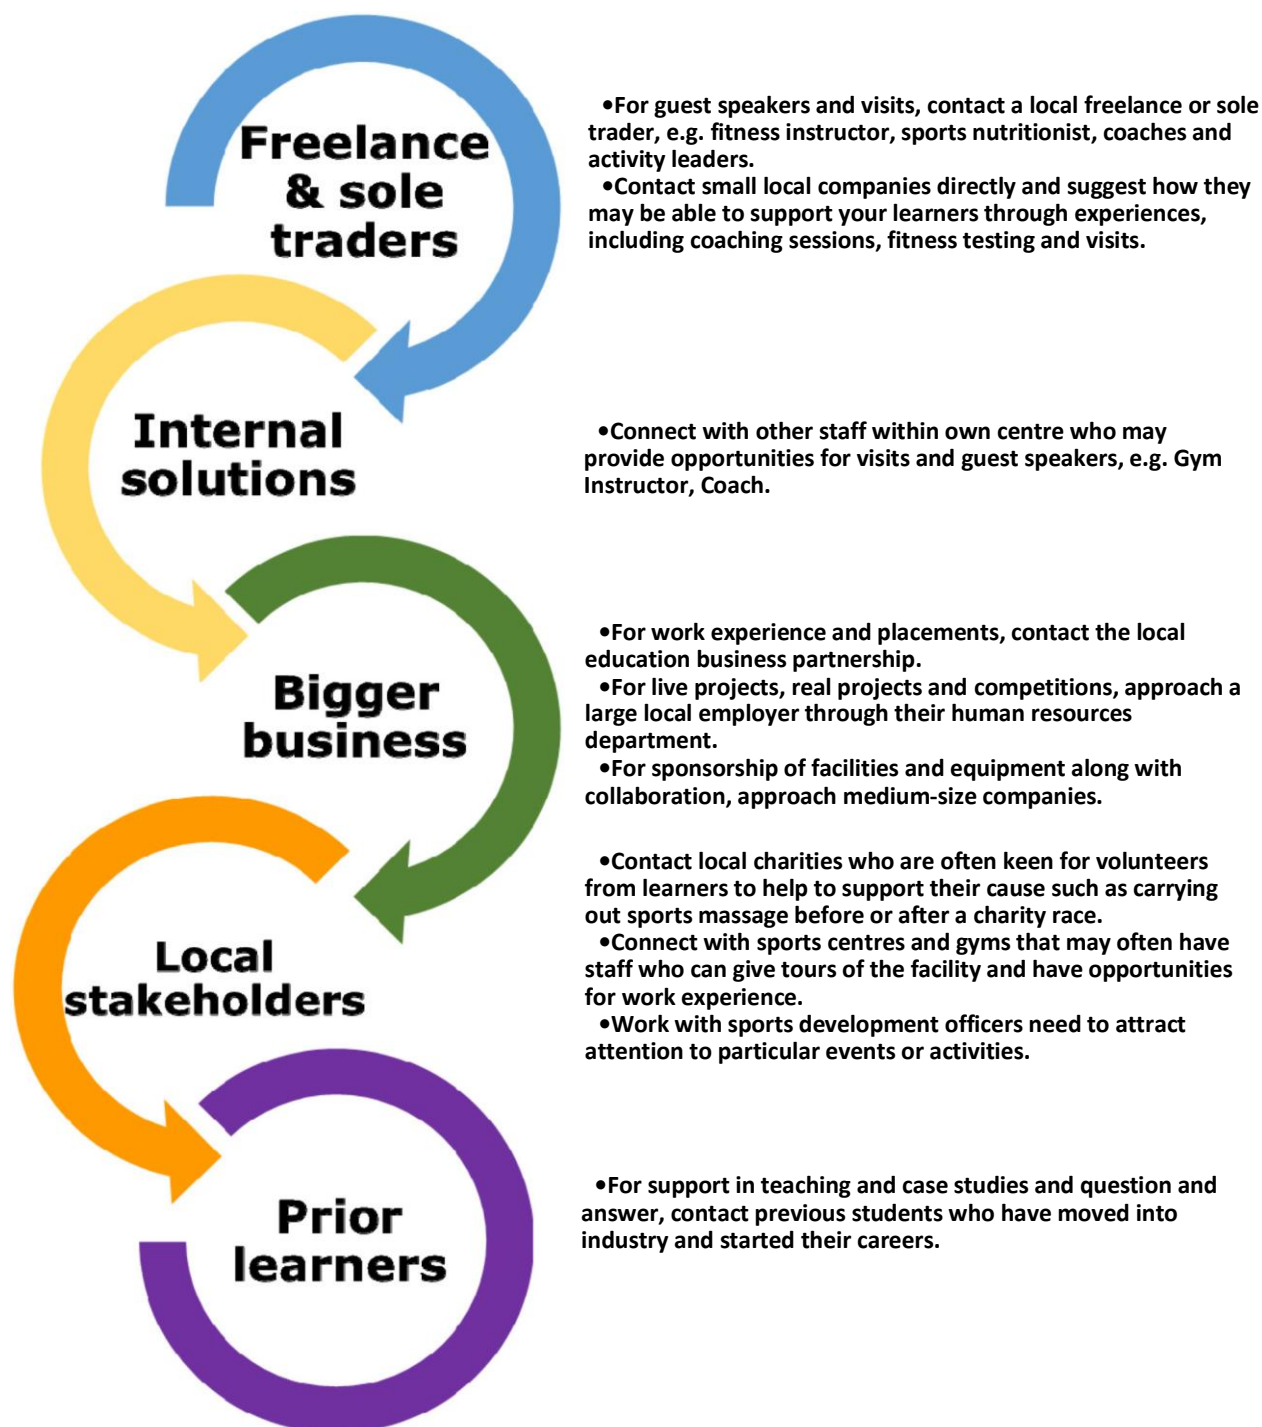 Freelance
& sole
traders
•For guest speakers and visits, contact a local freelance or sole
trader, e.g. fitness instructor, sports nutritionist, coaches and
activity leaders.
•Contact small local companies directly and suggest how they
may be able to support your learners through experiences,
including coaching sessions, fitness testing and visits.
Internal
solutions
•Connect with other staff within own centre who may
provide opportunities for visits and guest speakers, e.g. Gym
Instructor, Coach.
Bigger
business
•For work experience and placements, contact the local
education business partnership.
•For live projects, real projects and competitions, approach a
large local employer through their human resources
department.
•For sponsorship of facilities and equipment along with
collaboration, approach medium-size companies.
Local
stakeholders
•Contact local charities who are often keen for volunteers
from learners to help to support their cause such as carrying
out sports massage before or after a charity race.
•Connect with sports centres and gyms that may often have
staff who can give tours of the facility and have opportunities
for work experience.
•Work with sports development officers need to attract
attention to particular events or activities.
Prior
learners
•For support in teaching and case studies and question and
answer, contact previous students who have moved into
industry and started their careers.